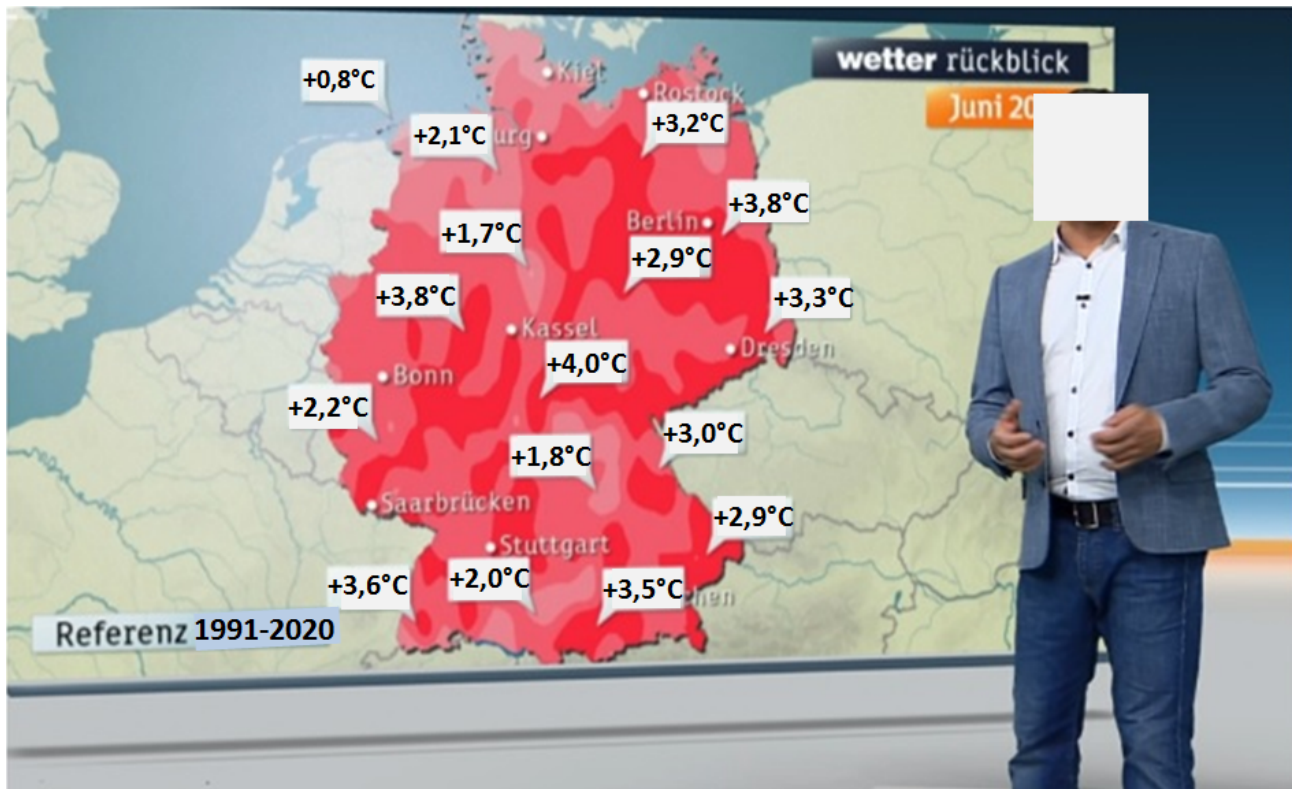 wetter rückblick
Juni 20
+0,8°C
Kiel
Rostock
+2,1°C
urg
+3,2°C
+3,8°C
Berlin
+1,7°C
+2,9°C
+3,8°C
+3,3°C
Kassel
Dresden
+4,0°C
Bonn
+2,2°C
+3,0°C
+1,8°C
Saarbrücken
+2,9°C
Stuttgart
+3,6°C
+2,0°C
+3,5°C
hen
Referenz 1991-2020